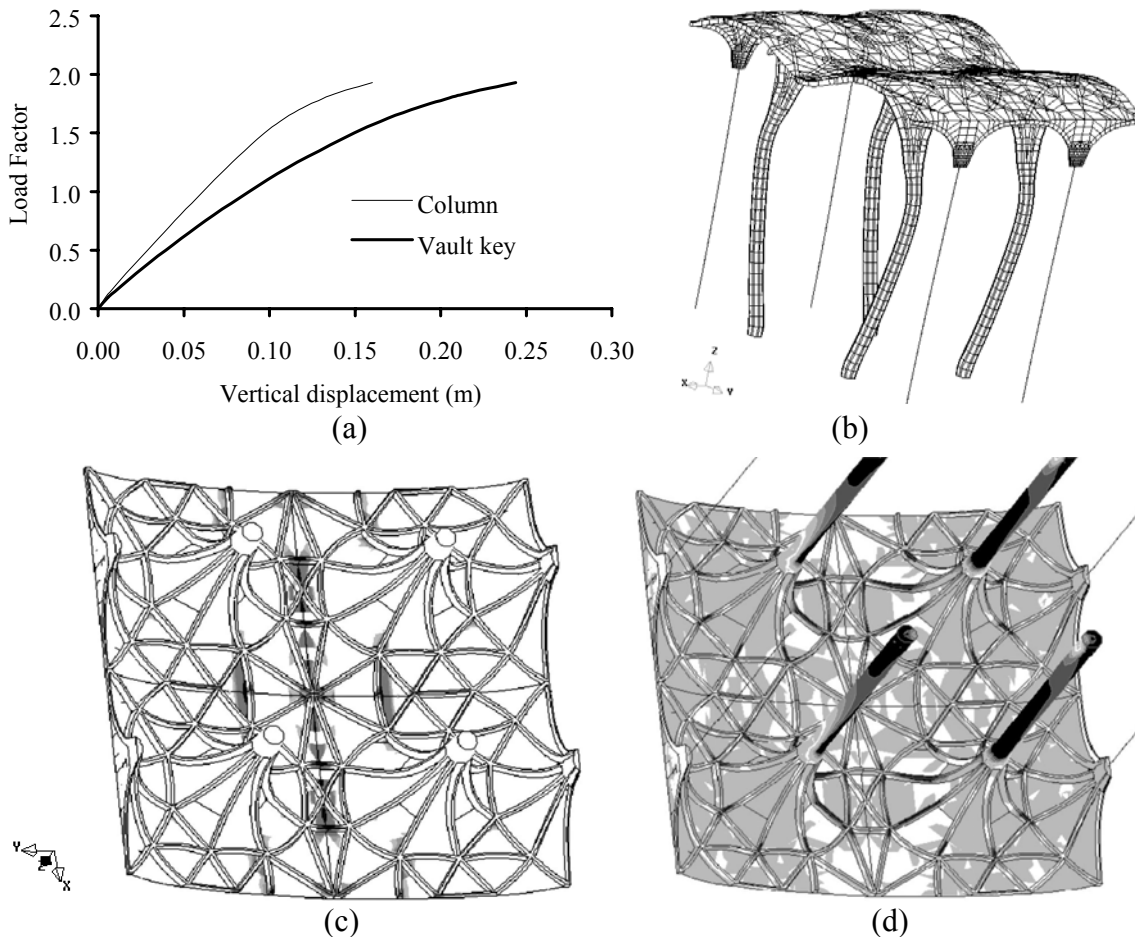 2.5
2.0
1.5
1.0
0.5
0.0
Load Factor
Column
Vault key
0.00 0.05 0.10 0.15 0.20 0.25 0.30
Vertical displacement (m)
(a)
Z
X
Y
(b)
Y
Z
X
(c)
(d)